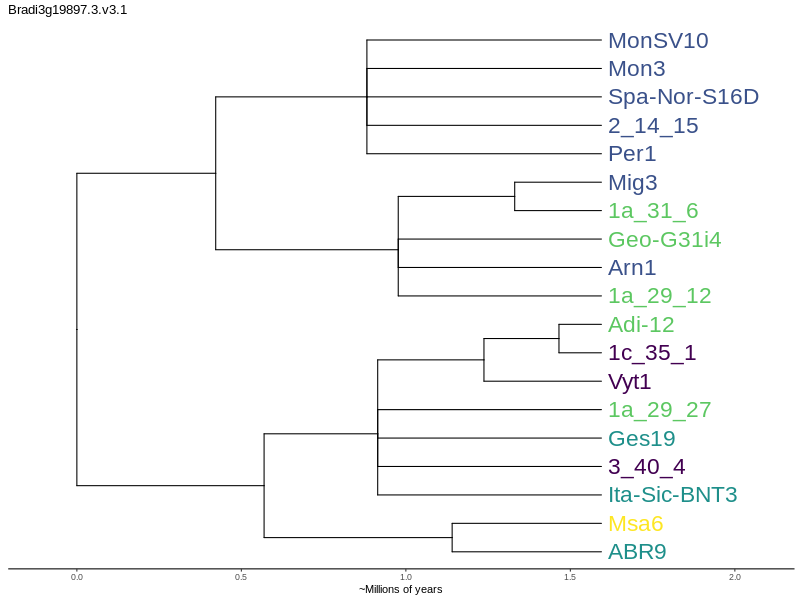 Bradi3g19897.3.v3.1
MonSV10
Mon3
Spa-Nor-S16D
2_14_15
Per1
Mig3
1a_31_6
Geo-G31i4
Arn1
1a_29_12
Adi-12
1c_35_1
Vyt1
1a_29_27
Ges19
3_40_4
Ita-Sic-BNT3
Msa6
ABR9
0.0 0.5 1.0 1.5 2.0
~Millions of years